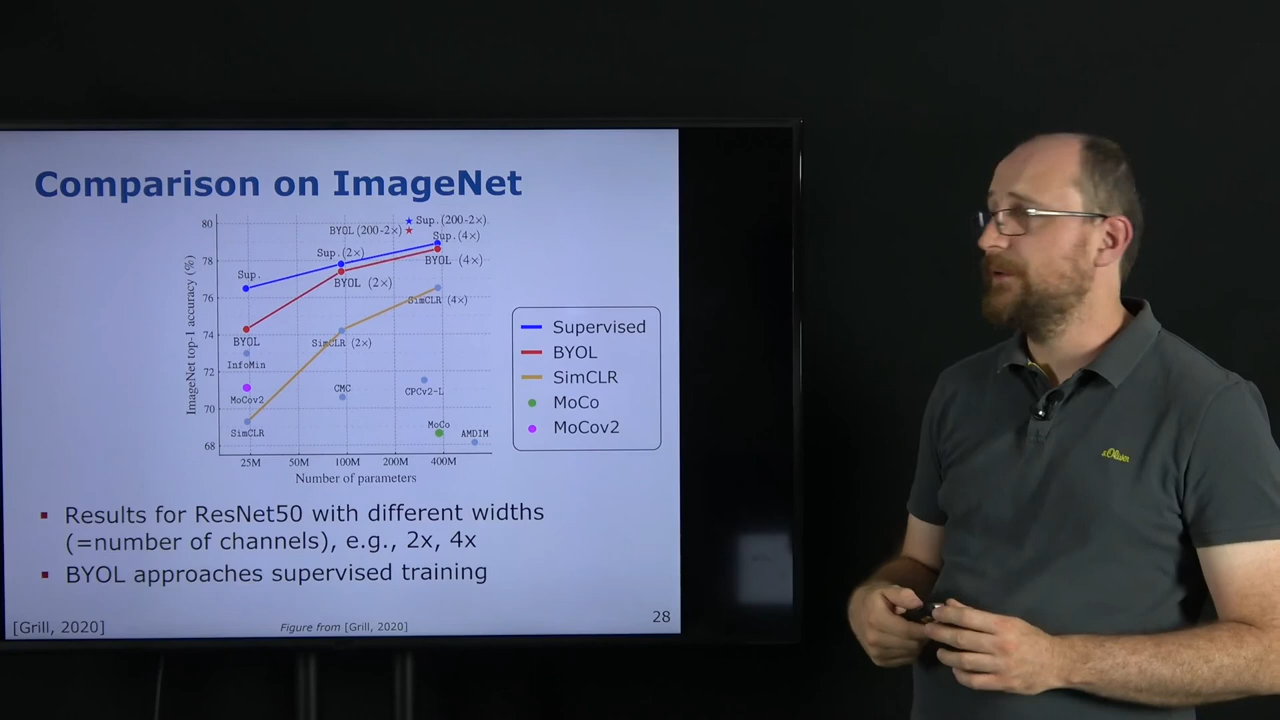 Comparison on ImageNet
80
78
76
74
72
70
68
ImageNet top-1 accuracy (%)
Sup.(200-2×)
BYOL(200-2×)
Sup.(4×)
Sup.(2×)
BYOL (4×)
Sup.
BYOL (2×)
SimCLR (4×)
BYOL
SimCLR (2×)
InfoMin
CMC
CPCv2-L
MoCov2
MoCo
SimCLR
AMDIM
25M 50M 100M 200M 400M
Number of parameters
Supervised
BYOL
SimCLR
MoCo
MoCov2
▪ Results for ResNet50 with different widths
(=number of channels), e.g., 2x, 4x
▪ BYOL approaches supervised training
[Grill, 2020]
Figure from [Grill, 2020]
28
s.Oliver